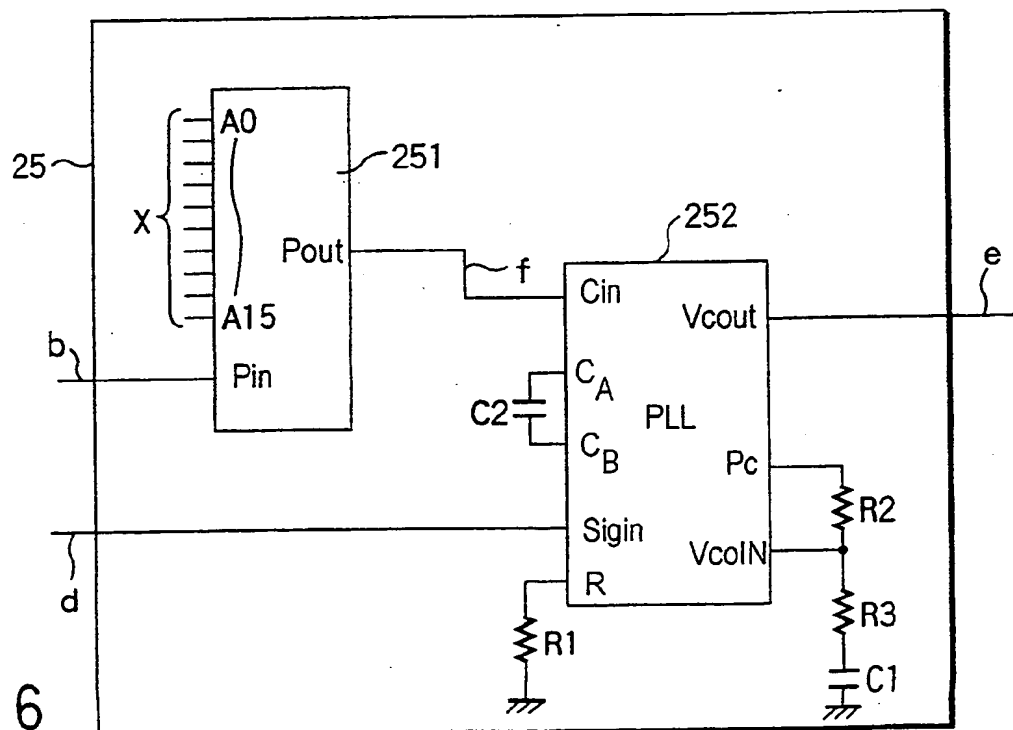 25
X
A0
A15
Pout
Pin
251
b
f
252
Cin
Vcout
e
CA
C2
CB
PLL
Pc
R2
Sigin
VcoIN
d
R
R1
R3
C1
6